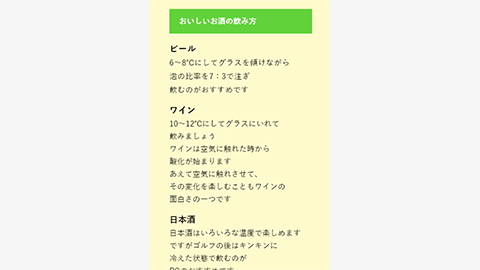 おいしいお酒の飲み方
ビール
6〜8℃にしてグラスを傾けながら
泡の比率を7：3で注ぎ
飲むのがおすすめです
ワイン
10〜12℃にしてグラスにいれて
飲みましょう
ワインは空気に触れた時から
酸化が始まります
あえて空気に触れさせて、
その変化を楽しむこともワインの
面白さの一つです
日本酒
日本酒はいろいろな温度で楽しめます
ですがゴルフの後はキンキンに
冷えた状態で飲むのが